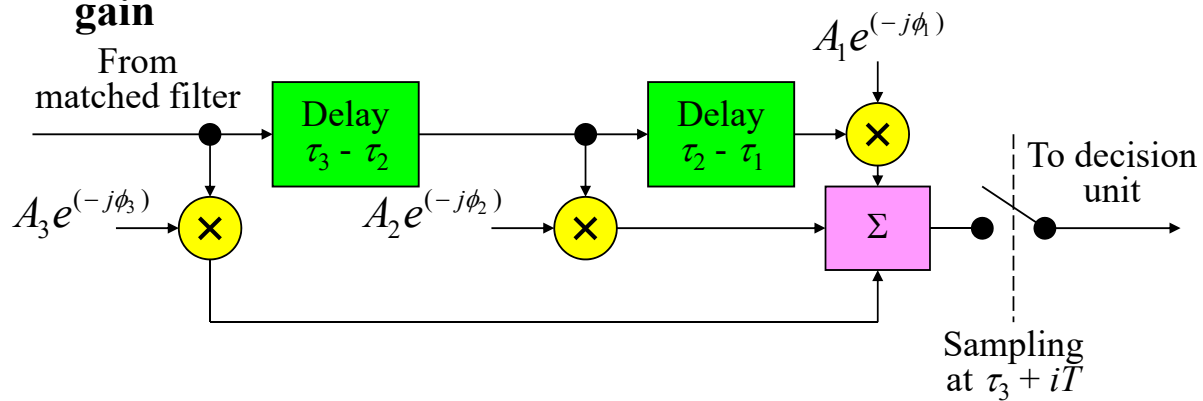 gain
From
matched filter
Delay
τ₃ - τ₂
Delay
τ₂ - τ₁
A₁e^(-jϕ₁)
To decision
unit
A₃e^(-jϕ₃)
×
A₂e^(-jϕ₂)
×
×
Σ
Sampling
at τ₃ + iT